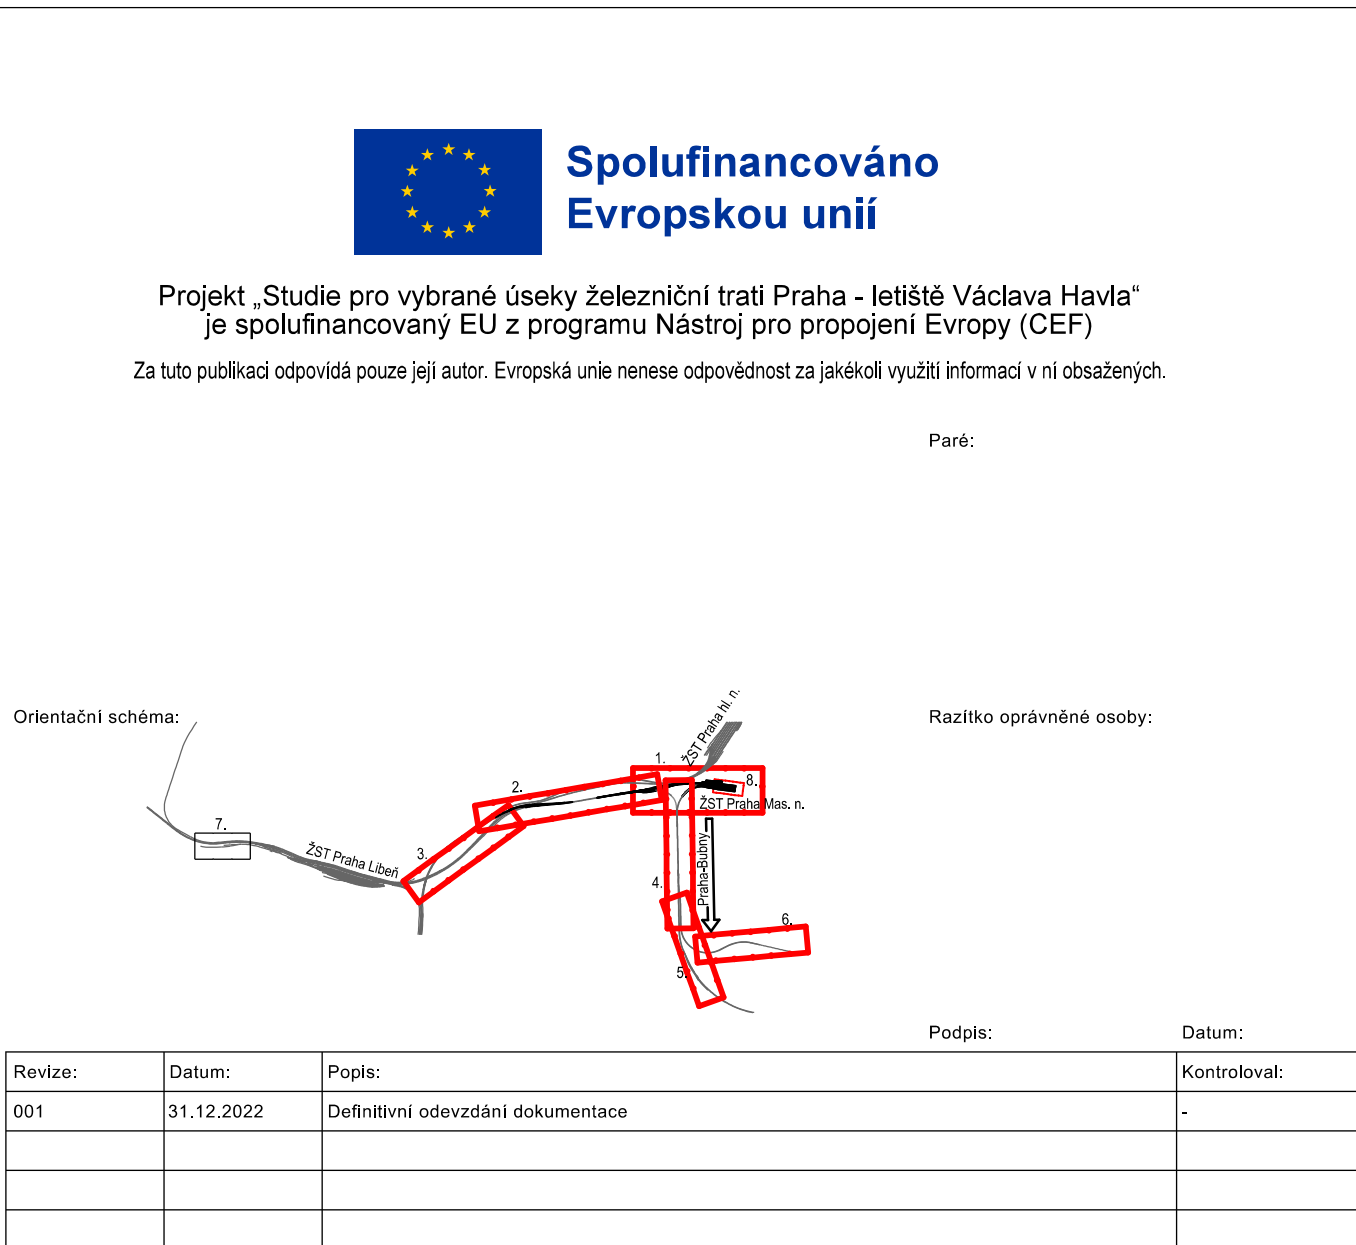 Spolufinancováno
Evropskou unií
Projekt „Studie pro vybrané úseky železniční trati Praha - letiště Václava Havla“
je spolufinancovaný EU z programu Nástroj pro propojení Evropy (CEF)
Za tuto publikaci odpovídá pouze její autor. Evropská unie nenese odpovědnost za jakékoli využití informací v ní obsažených.
Paré:
Orientační schéma:
Razítko oprávněné osoby:
ŽST Praha hl. n.
1.
2.
8.
ŽST Praha Mas. n.
7.
ŽST Praha Libeň
3.
Praha-Bubny
4.
6.
5.
Podpis:
Datum:
Revize:
Datum:
Popis:
Kontroloval:
001
31.12.2022
Definitivní odevzdání dokumentace
-